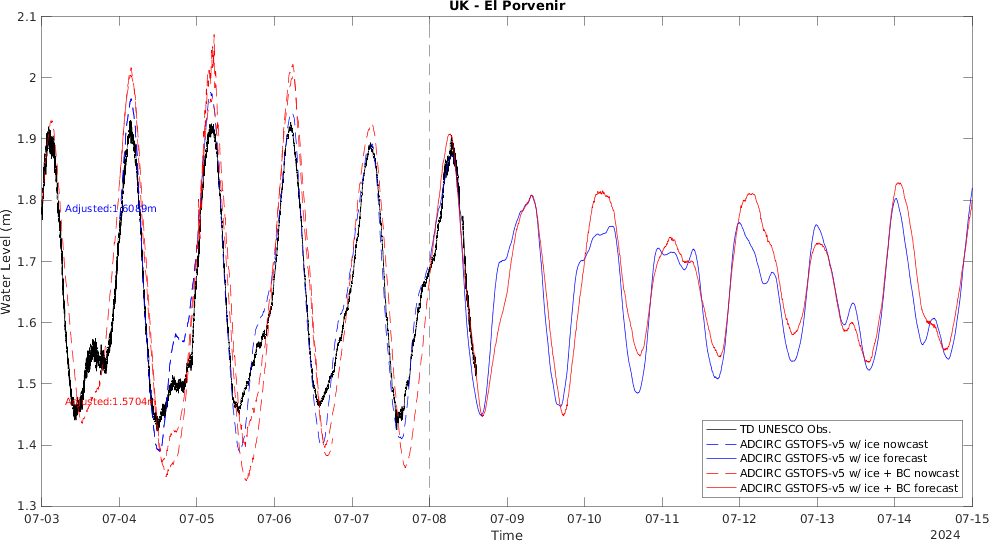 UK - El Porvenir
2.1
2
1.9
1.8
1.7
1.6
1.5
1.4
1.3
Water Level (m)
Adjusted:1.6089m
Adjusted:1.5704m
TD UNESCO Obs.
ADCIRC GSTOFS-v5 w/ ice nowcast
ADCIRC GSTOFS-v5 w/ ice forecast
ADCIRC GSTOFS-v5 w/ ice + BC nowcast
ADCIRC GSTOFS-v5 w/ ice + BC forecast
07-03 07-04 07-05 07-06 07-07 07-08 07-09 07-10 07-11 07-12 07-13 07-14 07-15
Time
2024